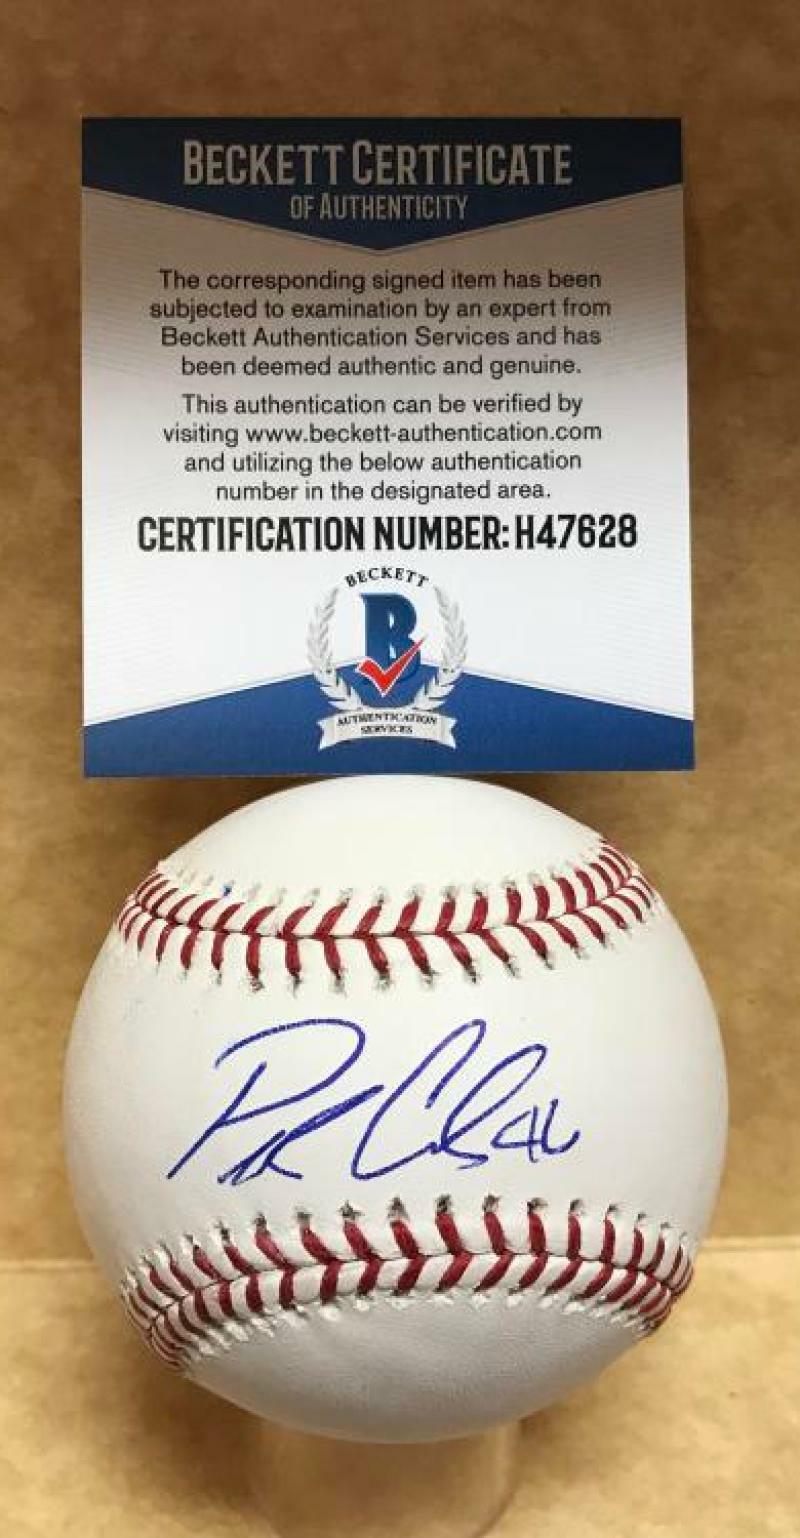 BECKETT CERTIFICATE
OF AUTHENTICITY
The corresponding signed item has been
subjected to examination by an expert from
Beckett Authentication Services and has
been deemed authentic and genuine.
This authentication can be verified by
visiting www.beckett-authentication.com
and utilizing the below authentication
number in the designated area.
CERTIFICATION NUMBER: H47628
BECKETT
B
AUTHENTICATION
SERVICES
46